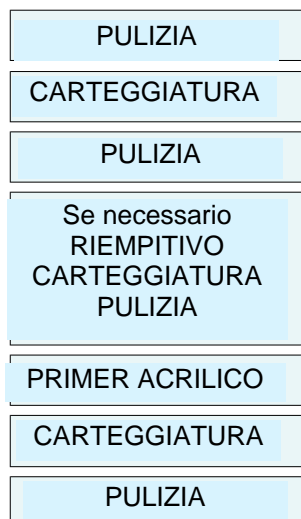 PULIZIA
CARTEGGIATURA
PULIZIA
Se necessario
RIEMPITIVO
CARTEGGIATURA
PULIZIA
PRIMER ACRILICO
CARTEGGIATURA
PULIZIA